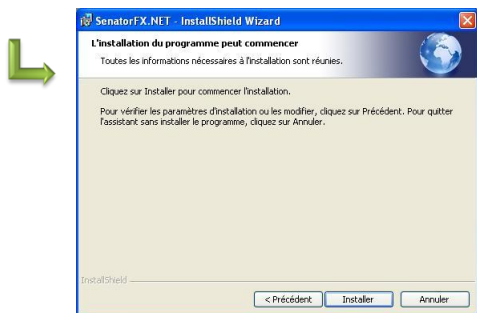 SenatorFX.NET - InstallShield Wizard
L'installation du programme peut commencer
Toutes les informations nécessaires à l'installation sont réunies.
Cliquez sur Installer pour commencer l'installation.
Pour vérifier les paramètres d'installation ou les modifier, cliquez sur Précédent. Pour quitter
l'assistant sans installer le programme, cliquez sur Annuler.
InstallShield
< Précédent Installer Annuler